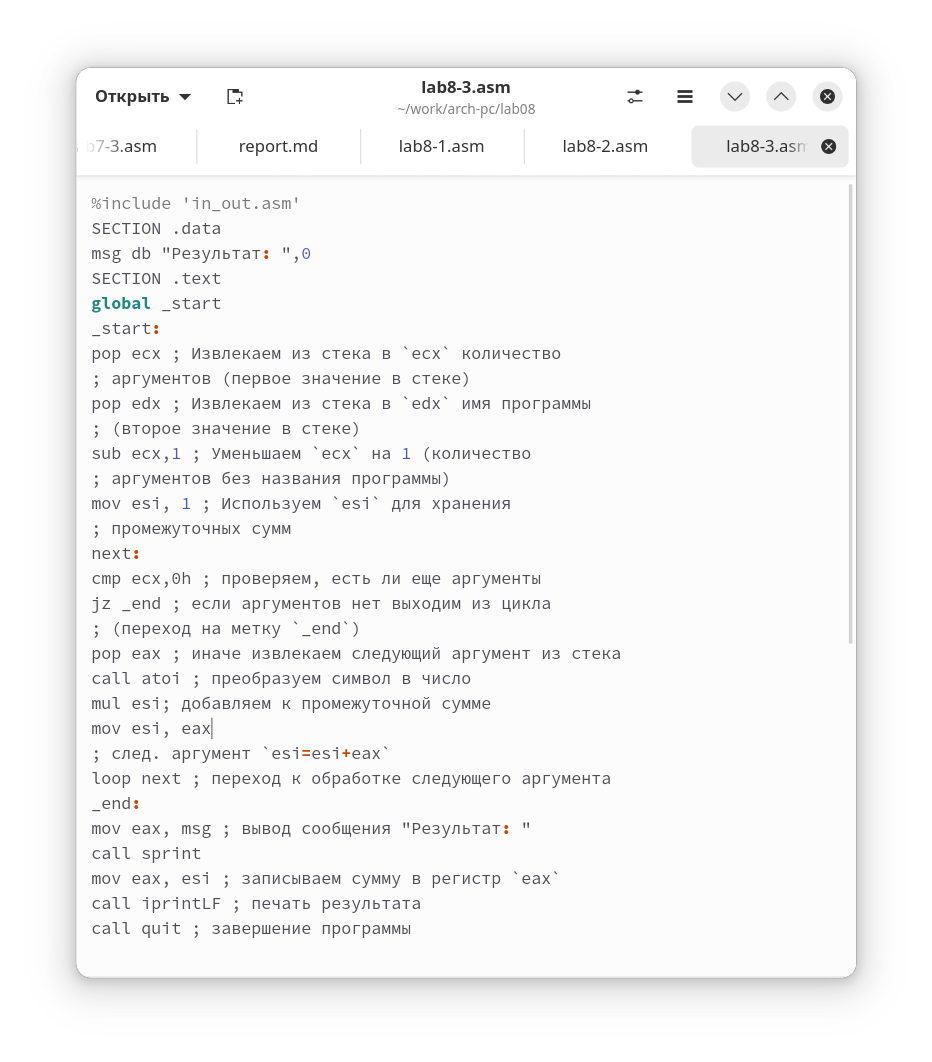 Открыть
lab8-3.asm
~/work/arch-pc/lab08
b7-3.asm
report.md
lab8-1.asm
lab8-2.asm
lab8-3.asm
%include 'in_out.asm'
SECTION .data
msg db "Результат: ",0
SECTION .text
global _start
_start:
pop ecx ; Извлекаем из стека в `ecx` количество
; аргументов (первое значение в стеке)
pop edx ; Извлекаем из стека в `edx` имя программы
; (второе значение в стеке)
sub ecx,1 ; Уменьшаем `ecx` на 1 (количество
; аргументов без названия программы)
mov esi, 1 ; Используем `esi` для хранения
; промежуточных сумм
next:
cmp ecx,0h ; проверяем, есть ли еще аргументы
jz _end ; если аргументов нет выходим из цикла
; (переход на метку `_end`)
pop eax ; иначе извлекаем следующий аргумент из стека
call atoi ; преобразуем символ в число
mul esi; добавляем к промежуточной сумме
mov esi, eax
; след. аргумент `esi=esi+eax`
loop next ; переход к обработке следующего аргумента
_end:
mov eax, msg ; вывод сообщения "Результат: "
call sprint
mov eax, esi ; записываем сумму в регистр `eax`
call iprintLF ; печать результата
call quit ; завершение программы